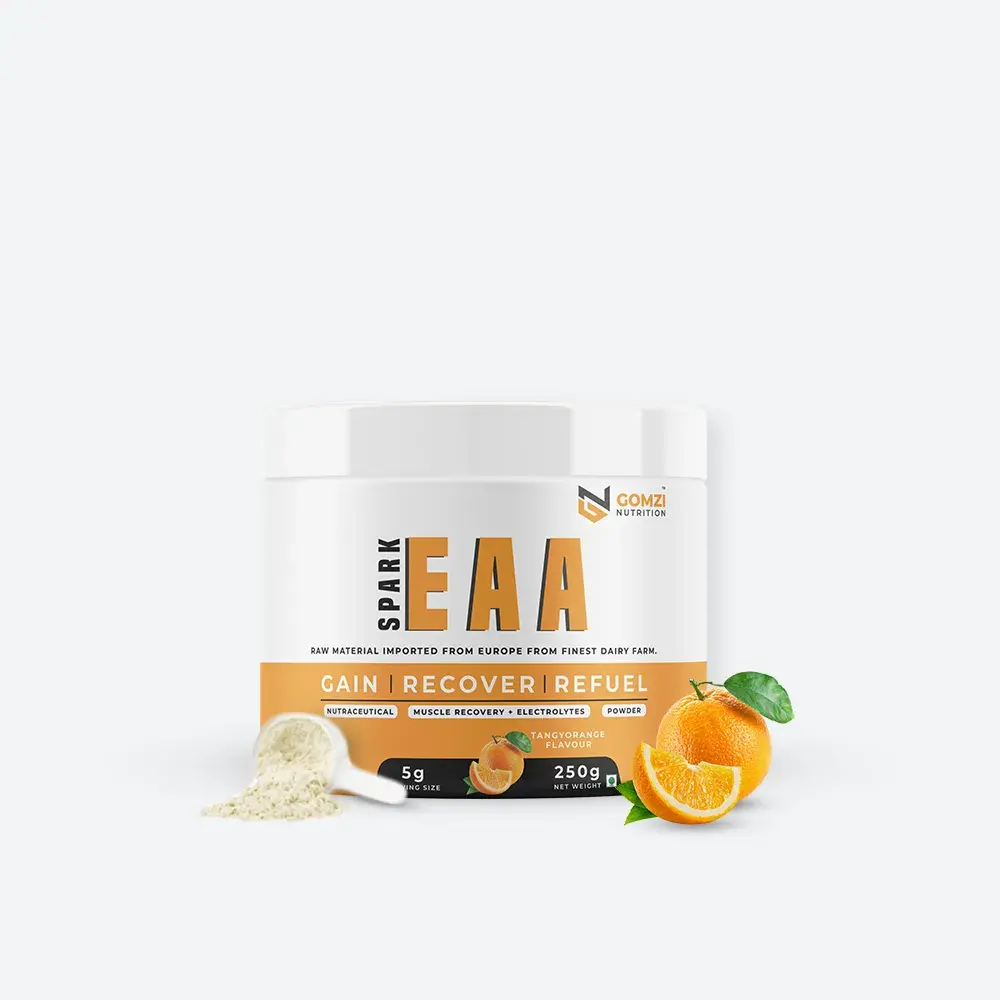 GOMZI
NUTRITION
SPARK
EAA
RAW MATERIAL IMPORTED FROM EUROPE FROM FINEST DAIRY FARM.
GAIN | RECOVER | REFUEL
NUTRACEUTICAL MUSCLE RECOVERY + ELECTROLYTES POWDER
TANGYORANGE
FLAVOUR
5g
SIZE
250g
NET WEIGHT